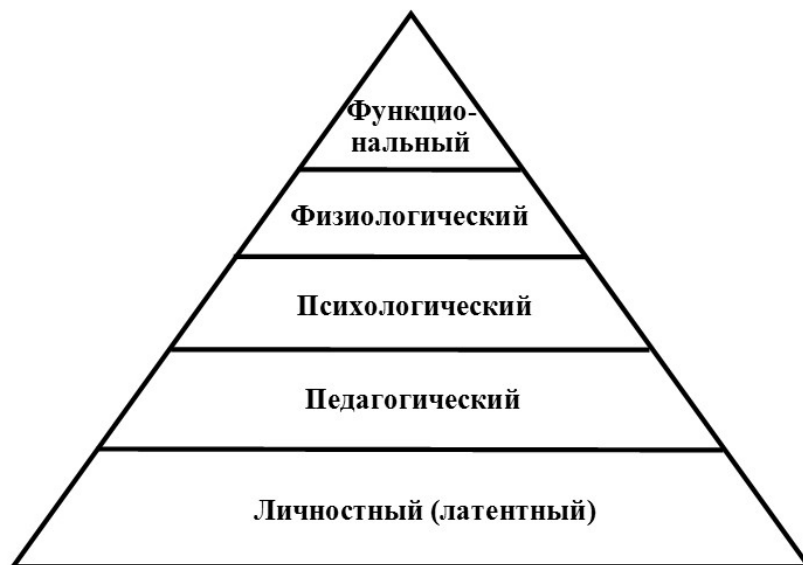 Функцио-
нальный
Физиологический
Психологический
Педагогический
Личностный (латентный)